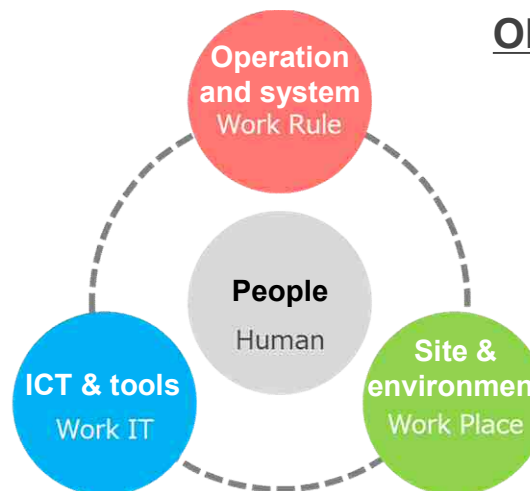 Operation
and system
Work Rule
People
Human
ICT & tools
Work IT
Site &
environmen
Work Place